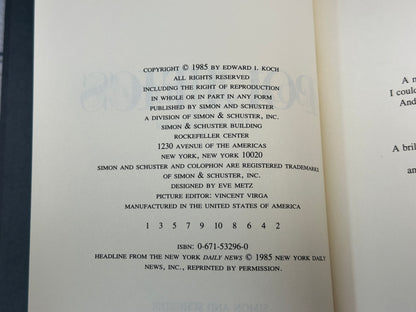 COPYRIGHT © 1985 BY EDWARD I. KOCH
ALL RIGHTS RESERVED
INCLUDING THE RIGHT OF REPRODUCTION
IN WHOLE OR IN PART IN ANY FORM
PUBLISHED BY SIMON AND SCHUSTER
A DIVISION OF SIMON & SCHUSTER, INC.
SIMON & SCHUSTER BUILDING
ROCKEFELLER CENTER
1230 AVENUE OF THE AMERICAS
NEW YORK, NEW YORK 10020
SIMON AND SCHUSTER AND COLOPHON ARE REGISTERED TRADEMARKS
OF SIMON & SCHUSTER, INC.
DESIGNED BY EVE METZ
PICTURE EDITOR: VINCENT VIRGA
MANUFACTURED IN THE UNITED STATES OF AMERICA
1 3 5 7 9 10 8 6 4 2
ISBN: 0-671-53296-0
HEADLINE FROM THE NEW YORK DAILY NEWS © 1985 NEW YORK DAILY
NEWS, INC., REPRINTED BY PERMISSION.
A
I could
And
A bril
an